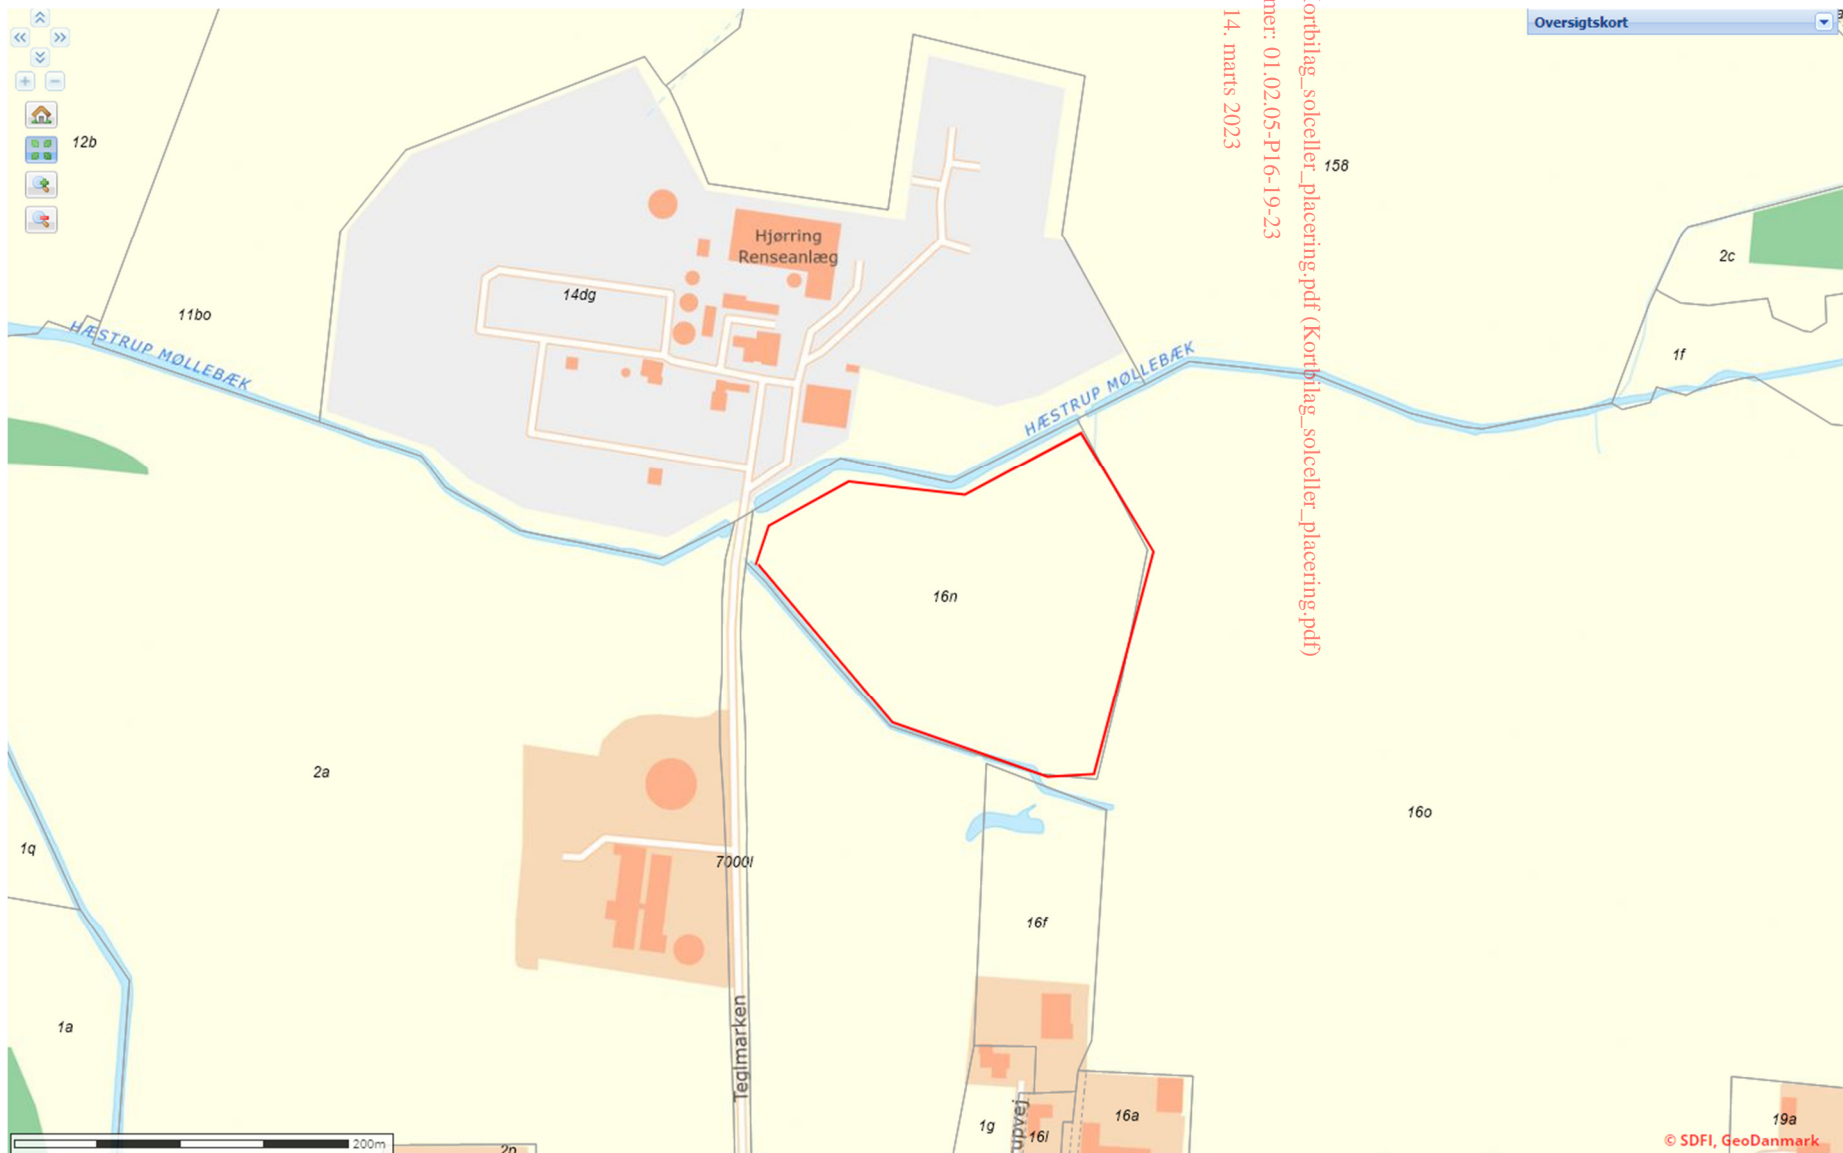 Oversigtskort
ortbilag_solceller_placering.pdf (Kortbilag_solceller_placering.pdf)
mer: 01.02.05-P16-19-23
14. marts 2023
12b
158
2c
Hjørring
Renseanlæg
14dg
11bo
HÆSTRUP MØLLEBÆK
HÆSTRUP MØLLEBÆK
1f
16n
2a
16o
1q
7000l
16f
1a
Teglmarken
1g
upvej
16l
16a
19a
200m
2n
© SDFI, GeoDanmark